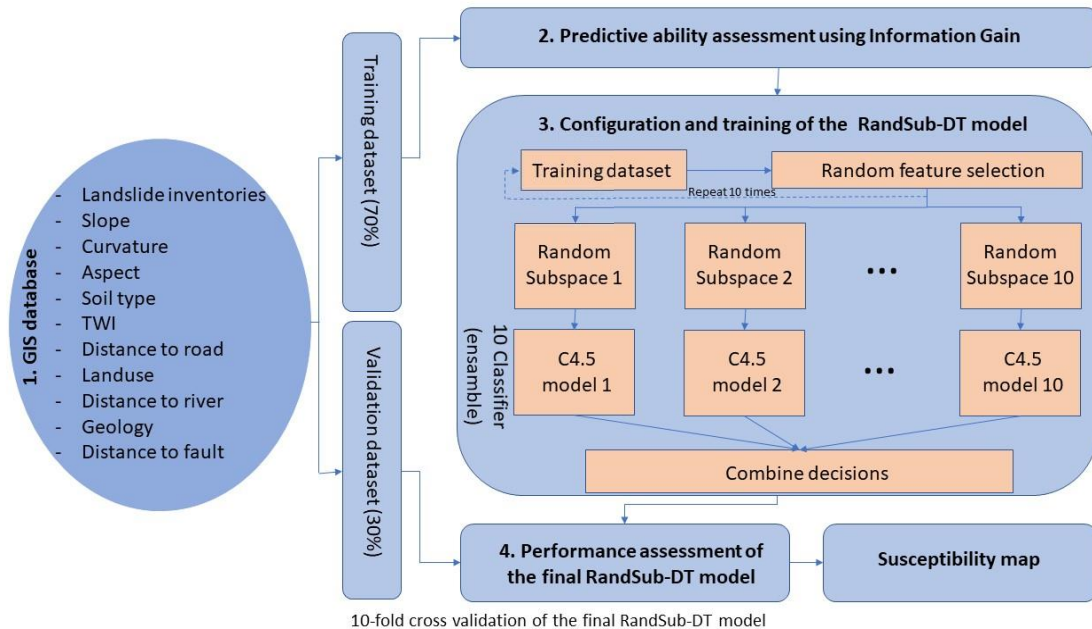 1. GIS database
- Landslide inventories
- Slope
- Curvature
- Aspect
- Soil type
- TWI
- Distance to road
- Landuse
- Distance to river
- Geology
- Distance to fault
Training dataset (70%)
Validation dataset (30%)
2. Predictive ability assessment using Information Gain
3. Configuration and training of the RandSub-DT model
Training dataset
Random feature selection
Repeat 10 times
Random
Subspace 1
Random
Subspace 2
...
Random
Subspace 10
10 Classifier
(ensamble)
C4.5
model 1
C4.5
model 2
...
C4.5
model 10
Combine decisions
4. Performance assessment of
the final RandSub-DT model
Susceptibility map
10-fold cross validation of the final RandSub-DT model